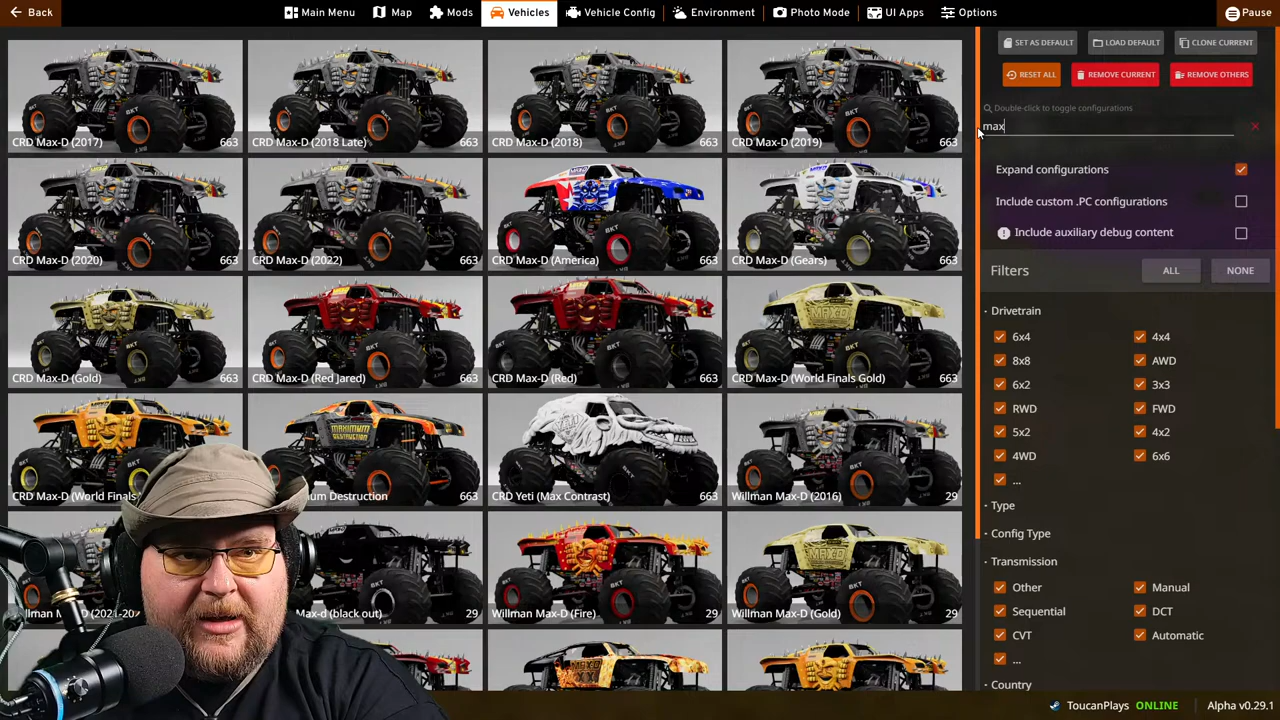 Back
Main Menu
Map
Mods
Vehicles
Vehicle Config
Environment
Photo Mode
UI Apps
Options
Pause
CRD Max-D (2017) 663
CRD Max-D (2018 Late) 663
CRD Max-D (2018) 663
CRD Max-D (2019) 663
CRD Max-D (2020) 663
CRD Max-D (2022) 663
CRD Max-D (America) 663
CRD Max-D (Gears) 663
CRD Max-D (Gold) 663
CRD Max-D (Red Jared) 663
CRD Max-D (Red) 663
CRD Max-D (World Finals Gold) 663
CRD Max-D (World Finals
um Destruction 663
CRD Yeti (Max Contrast) 663
Willman Max-D (2016) 29
Max-d (black out) 29
Willman Max-D (Fire) 29
Willman Max-D (Gold) 29
SET AS DEFAULT
LOAD DEFAULT
CLONE CURRENT
RESET ALL
REMOVE CURRENT
REMOVE OTHERS
Double-click to toggle configurations
max
Expand configurations
Include custom .PC configurations
Include auxiliary debug content
Filters
ALL
NONE
- Drivetrain
6x4 4x4
8x8 AWD
6x2 3x3
RWD FWD
5x2 4x2
4WD 6x6
...
- Type
- Config Type
- Transmission
Other Manual
Sequential DCT
CVT Automatic
...
- Country
ToucanPlays ONLINE
Alpha v0.29.1